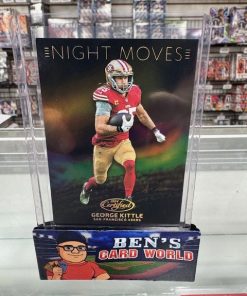 NIGHT MOVES
Certified
GEORGE KITTLE
SAN FRANCISCO 49ERS
BEN'S
CARD WORLD